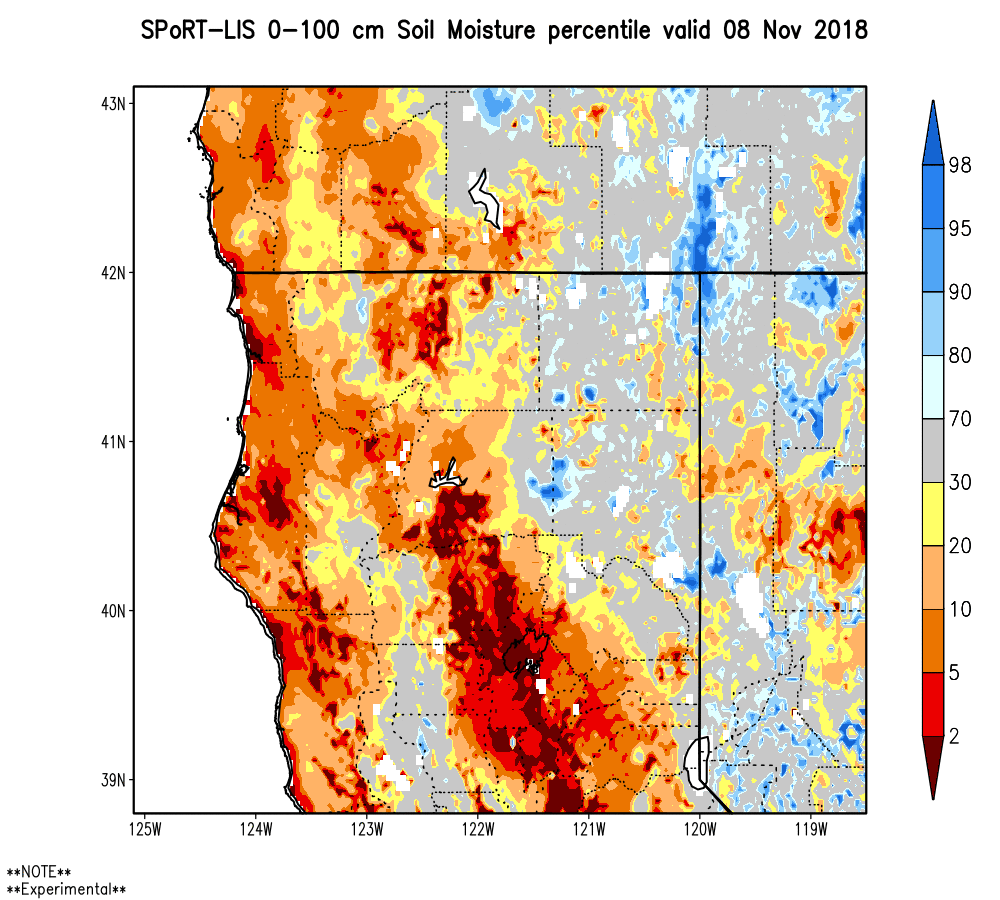 SPoRT-LIS 0-100 cm Soil Moisture percentile valid 08 Nov 2018
43N
42N
41N
40N
39N
125W 124W 123W 122W 121W 120W 119W
98
95
90
80
70
30
20
10
5
2
**NOTE**
**Experimental**